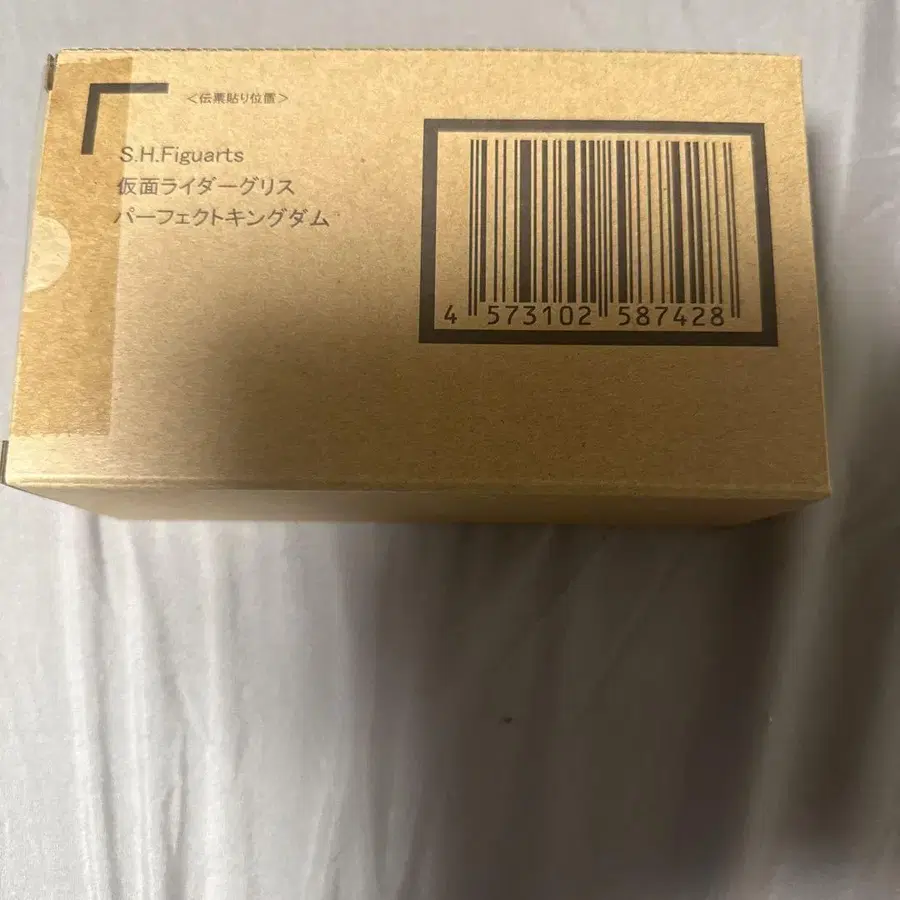 ＜伝票貼り位置＞
S.H.Figuarts
仮面ライダーグリス
パーフェクトキングダム
4 573102 587428